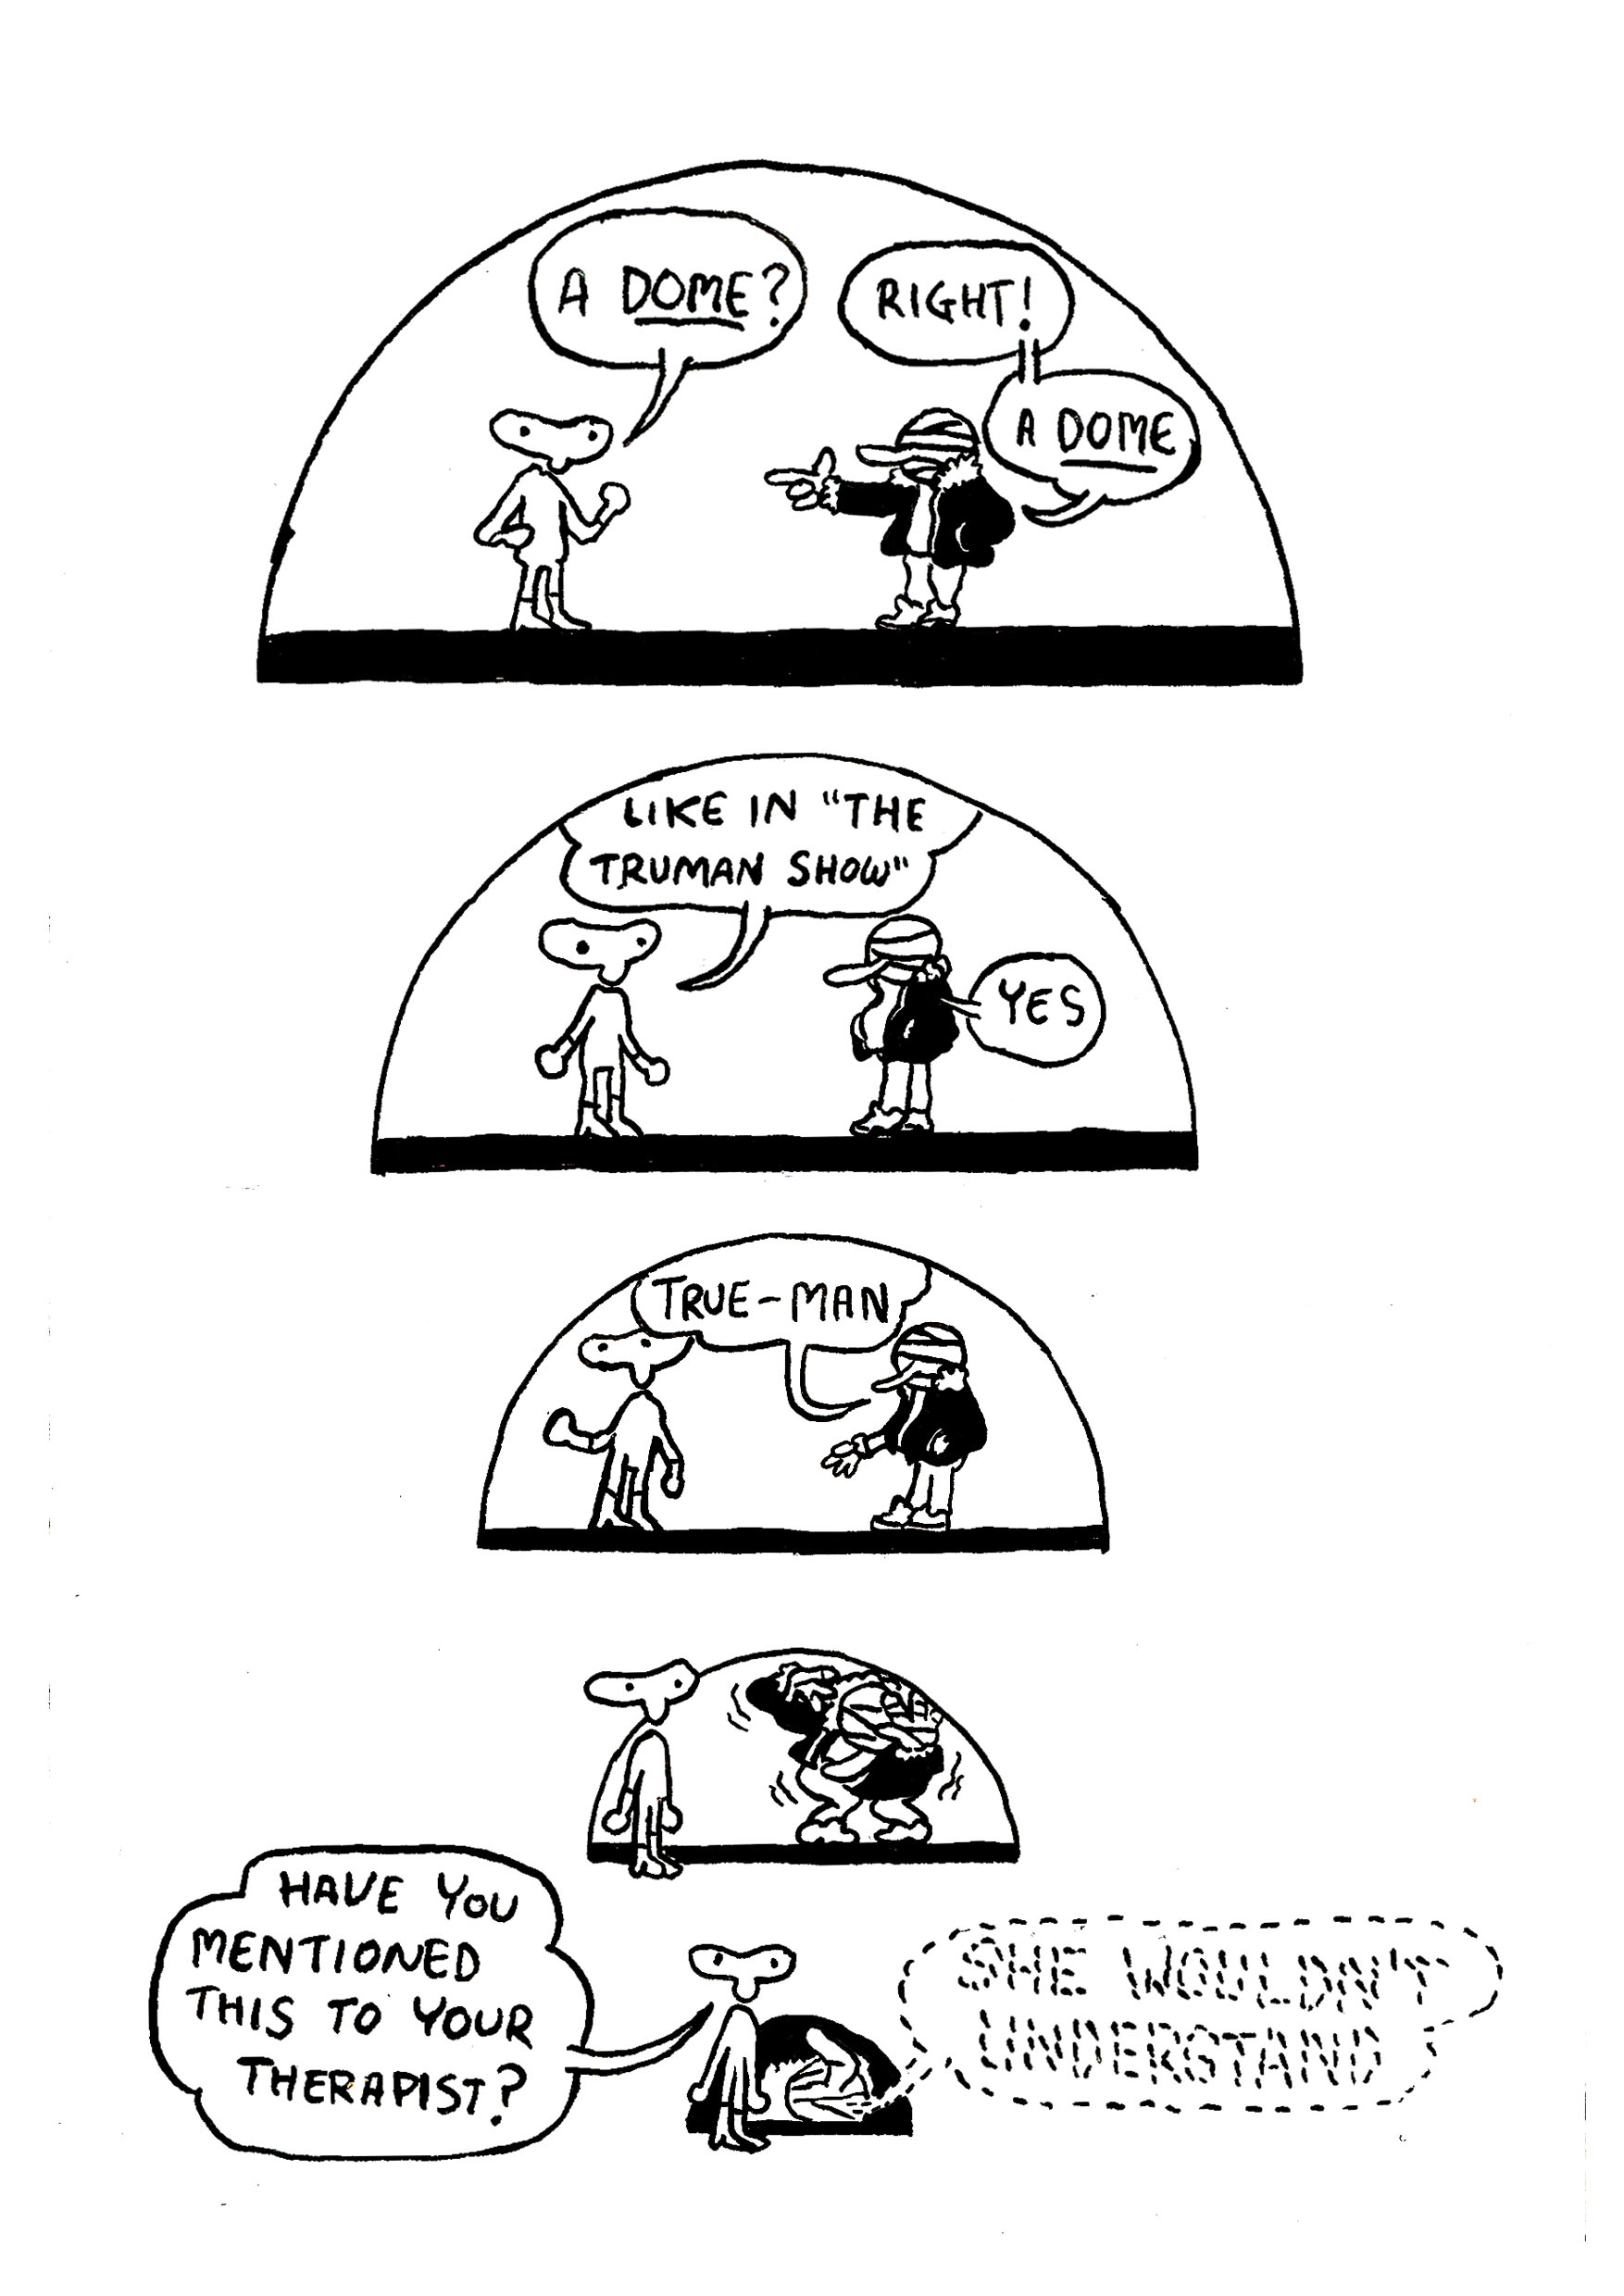 A DOME?
RIGHT!
A DOME
LIKE IN "THE
TRUMAN SHOW"
YES
TRUE-MAN
HAVE YOU
MENTIONED
THIS TO YOUR
THERAPIST?
SHE WOULDN'T
UNDERSTAND